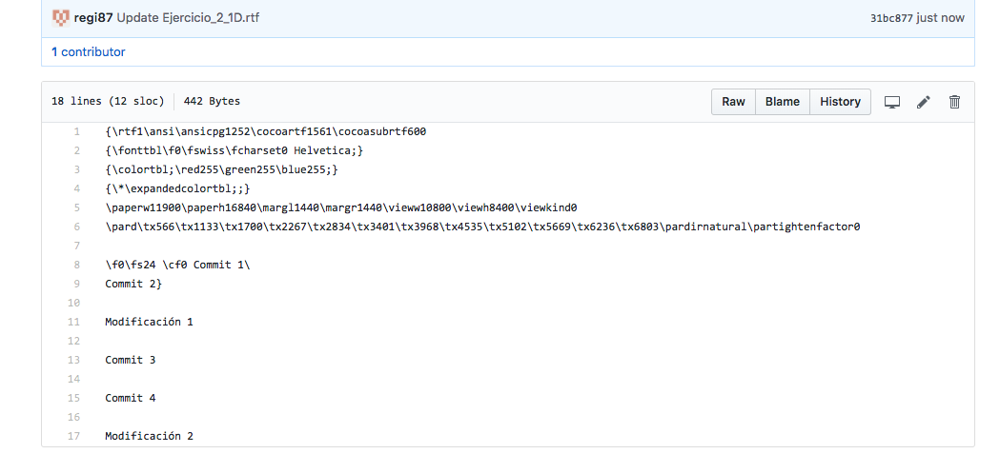 regi87 Update Ejercicio_2_1D.rtf 31bc877 just now
1 contributor
18 lines (12 sloc) 442 Bytes Raw Blame History
1 {\rtf1\ansi\ansicpg1252\cocoartf1561\cocoasubrtf600
2 {\fonttbl\f0\fswiss\fcharset0 Helvetica;}
3 {\colortbl;\red255\green255\blue255;}
4 {\*\expandedcolortbl;;}
5 \paperw11900\paperh16840\margl1440\margr1440\vieww10800\viewh8400\viewkind0
6 \pard\tx566\tx1133\tx1700\tx2267\tx2834\tx3401\tx3968\tx4535\tx5102\tx5669\tx6236\tx6803\pardirnatural\partightenfactor0
7
8 \f0\fs24 \cf0 Commit 1\
9 Commit 2}
10
11 Modificación 1
12
13 Commit 3
14
15 Commit 4
16
17 Modificación 2